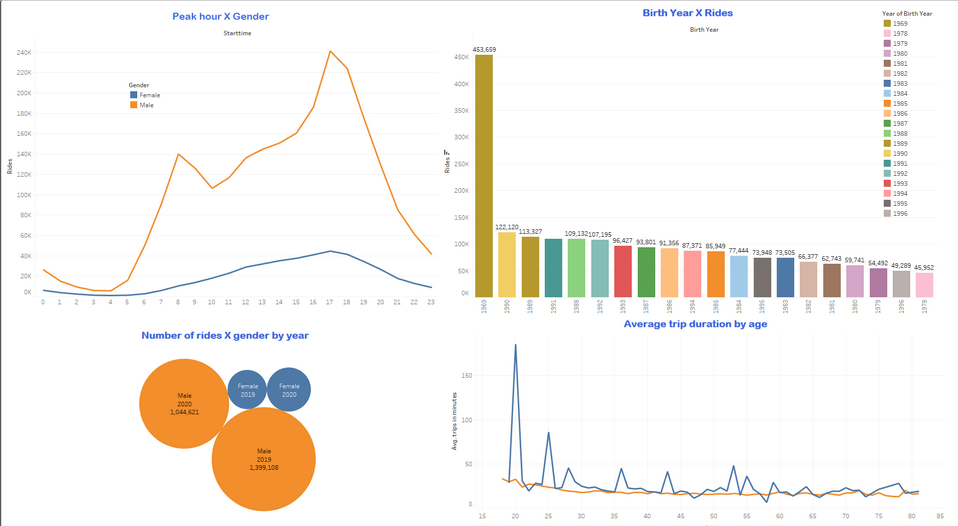 Peak hour X Gender
Starttime
240K
220K
200K
180K
160K
140K
120K
100K
80K
60K
40K
20K
0K
Rides
Gender
Female
Male
0 1 2 3 4 5 6 7 8 9 10 11 12 13 14 15 16 17 18 19 20 21 22 23
Birth Year X Rides
Birth Year
450K
400K
350K
300K
250K
200K
150K
100K
50K
0K
Rides
453,659
122,120
113,327
109,132
107,195
96,427
93,801
91,356
87,371
85,949
77,444
73,948
73,505
66,377
62,743
59,741
54,492
49,289
45,952
1969 1990 1989 1991 1988 1992 1993 1987 1986 1994 1985 1984 1995 1983 1982 1981 1980 1979 1996 1978
Year of Birth Year
1969
1978
1979
1980
1981
1982
1983
1984
1985
1986
1987
1988
1989
1990
1991
1992
1993
1994
1995
1996
Number of rides X gender by year
Male
2020
1,044,621
Female
2019
Female
2020
Male
2019
1,399,108
Average trip duration by age
150
100
50
0
Avg. trips in minutes
15 20 25 30 35 40 45 50 55 60 65 70 75 80 85